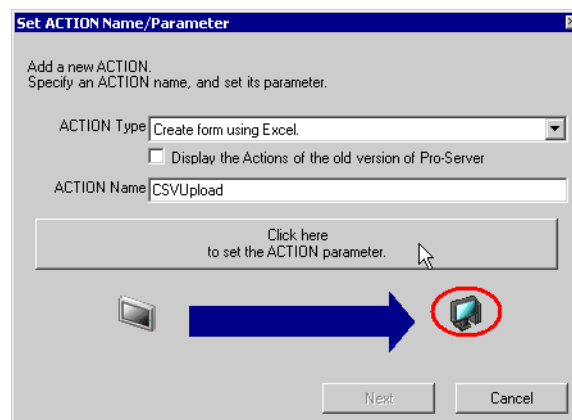 Set ACTION Name/Parameter
Add a new ACTION.
Specify an ACTION name, and set its parameter.
ACTION Type
Create form using Excel.
Display the Actions of the old version of Pro-Server
ACTION Name
CSVUpload
Click here
to set the ACTION parameter.
Next
Cancel